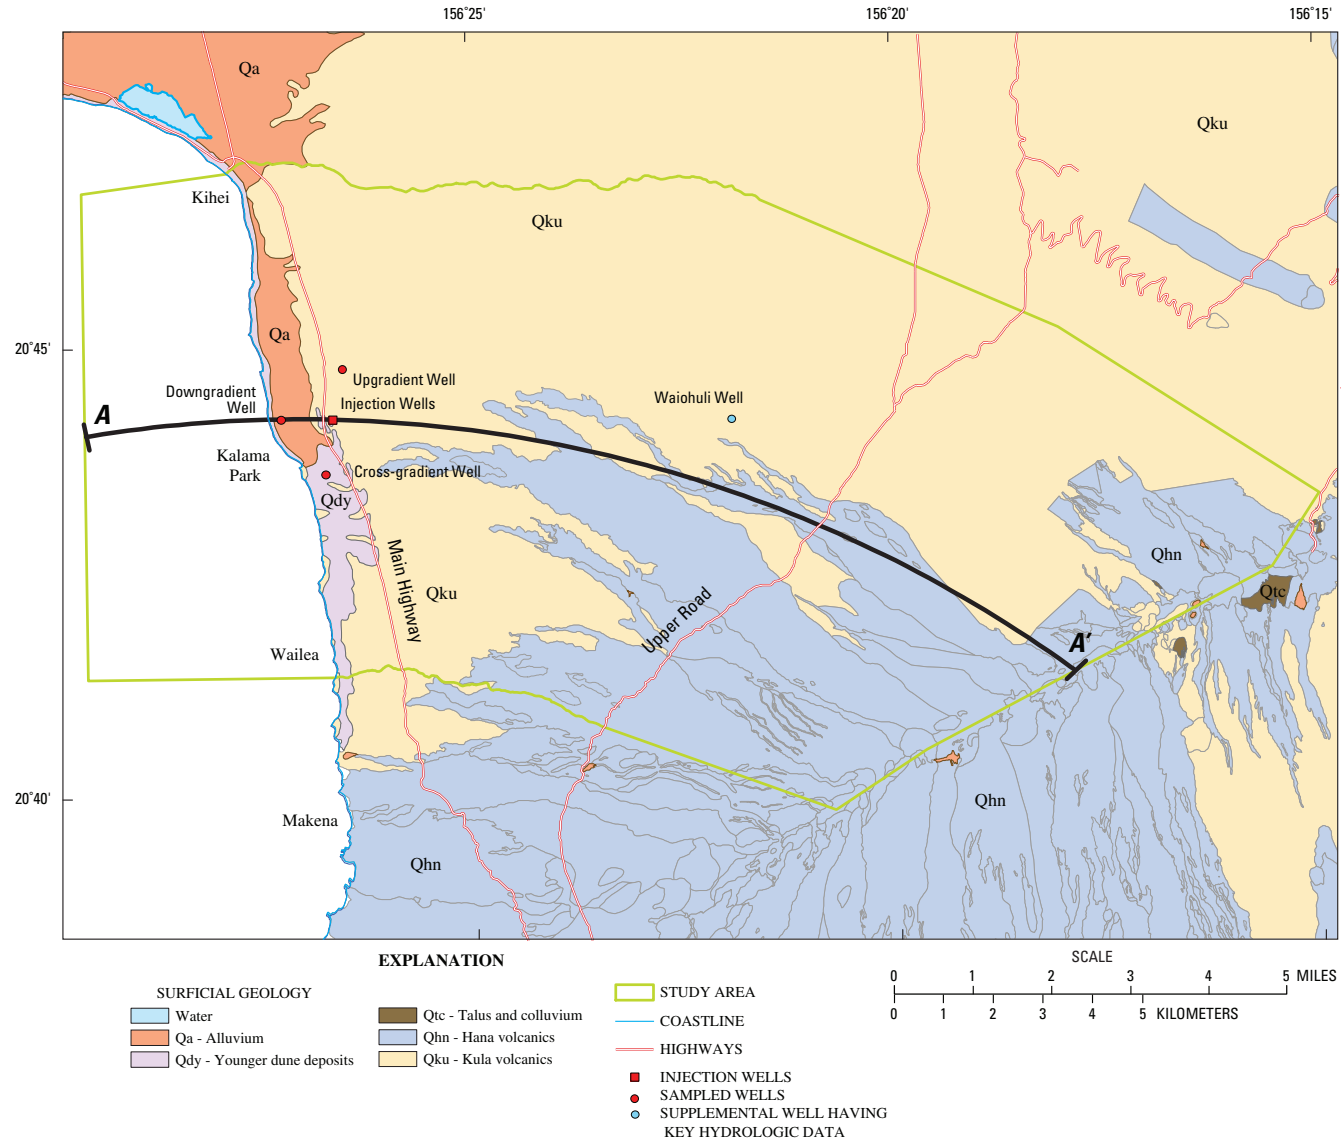 156˚25'
156˚20'
156˚15'
Qa
Qku
Kihei
Qku
20˚45'
Qa
Upgradient Well
Downgradient
Well
Injection Wells
Waiohuli Well
A
Kalama
Park
Cross-gradient Well
Qdy
Main Highway
Qhn
Qku
Upper Road
Qtc
Wailea
A'
20˚40'
Makena
Qhn
Qhn
EXPLANATION
SURFICIAL GEOLOGY
Water
Qa - Alluvium
Qdy - Younger dune deposits
Qtc - Talus and colluvium
Qhn - Hana volcanics
Qku - Kula volcanics
STUDY AREA
COASTLINE
HIGHWAYS
INJECTION WELLS
SAMPLED WELLS
SUPPLEMENTAL WELL HAVING
KEY HYDROLOGIC DATA
SCALE
0 1 2 3 4 5 MILES
0 1 2 3 4 5 KILOMETERS